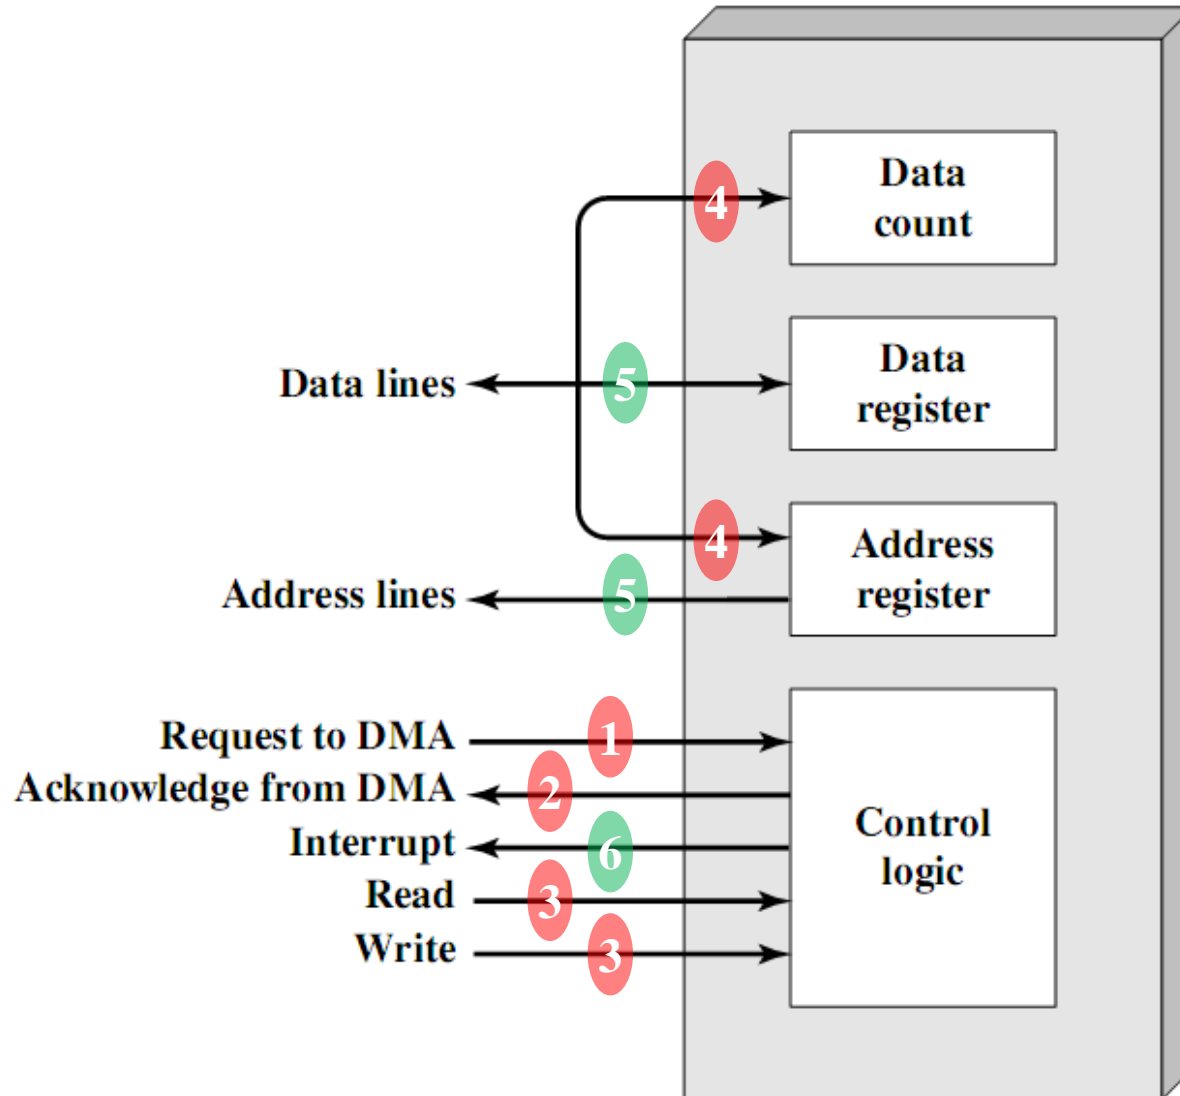 Data
count
4
Data lines
5
Data
register
4
Address
register
Address lines
5
Request to DMA
1
Acknowledge from DMA
2
Interrupt
6
Read
3
Write
3
Control
logic